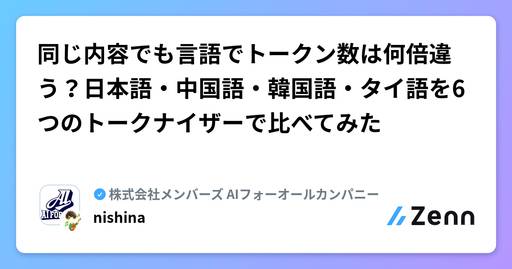 同じ内容でも言語でトークン数は何倍違
う？日本語・中国語・韓国語・タイ語を6
つのトークナイザーで比べてみた
株式会社メンバーズ AIフォーオールカンパニー
nishina
Zenn